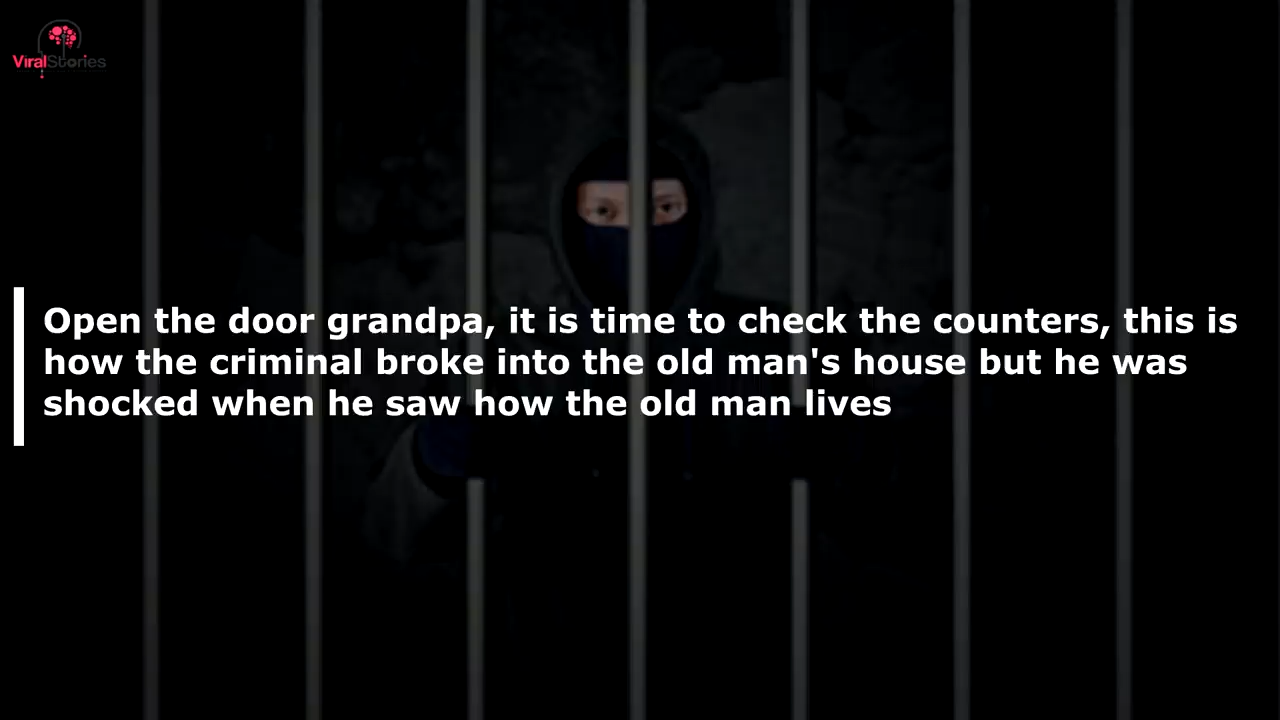 ViralStories
Open the door grandpa, it is time to check the counters, this is
how the criminal broke into the old man's house but he was
shocked when he saw how the old man lives